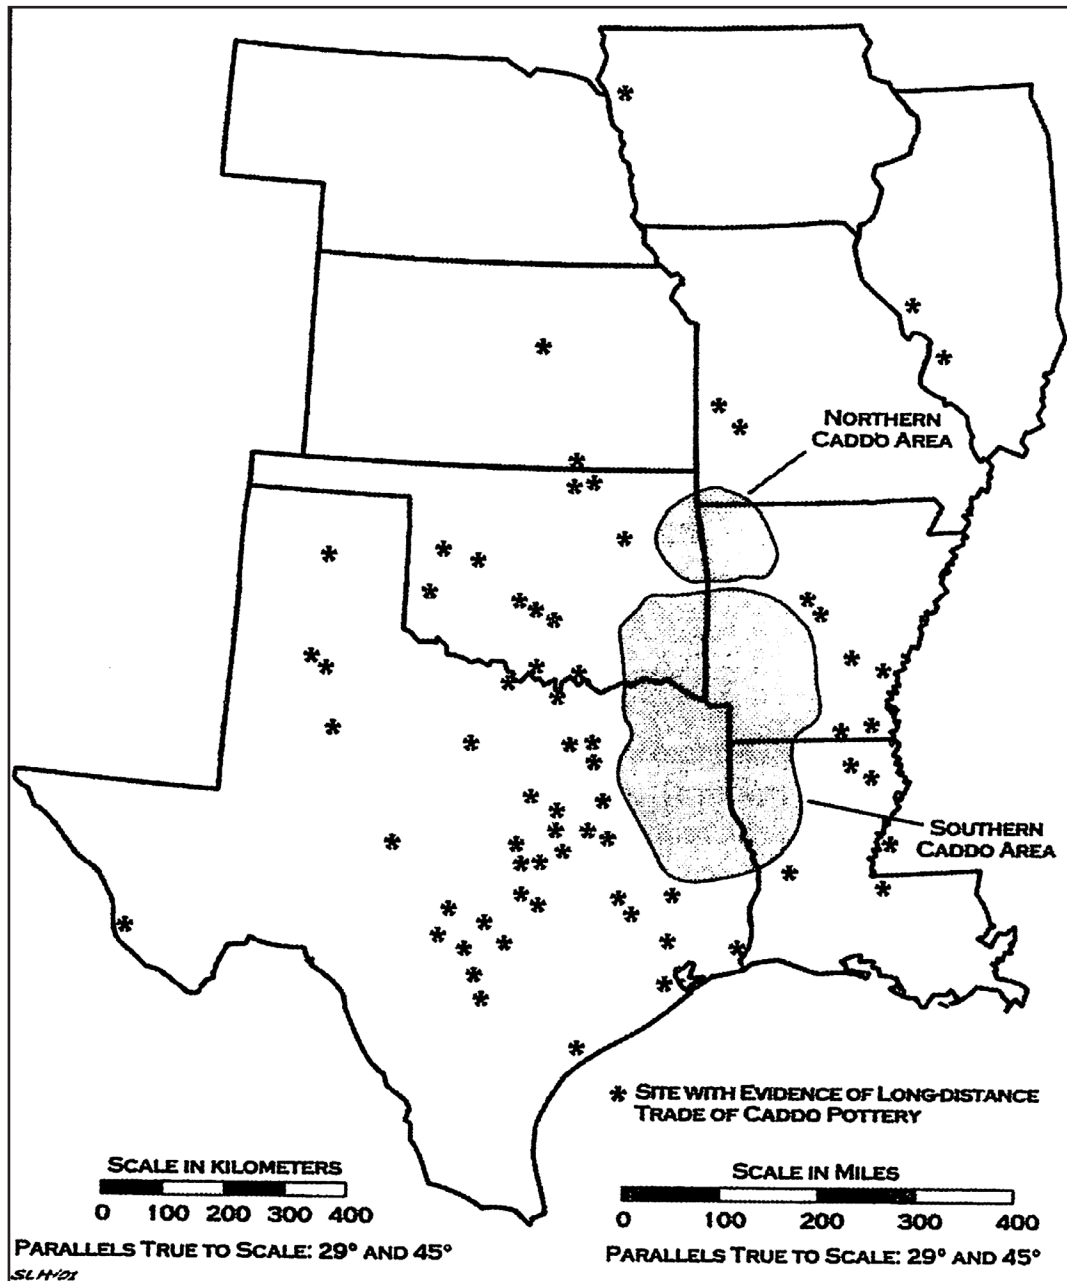 NORTHERN
CADDO AREA
SOUTHERN
CADDO AREA
* SITE WITH EVIDENCE OF LONG-DISTANCE
TRADE OF CADDO POTTERY
SCALE IN KILOMETERS
0 100 200 300 400
PARALLELS TRUE TO SCALE: 29° AND 45°
SLH/'01
SCALE IN MILES
0 100 200 300 400
PARALLELS TRUE TO SCALE: 29° AND 45°